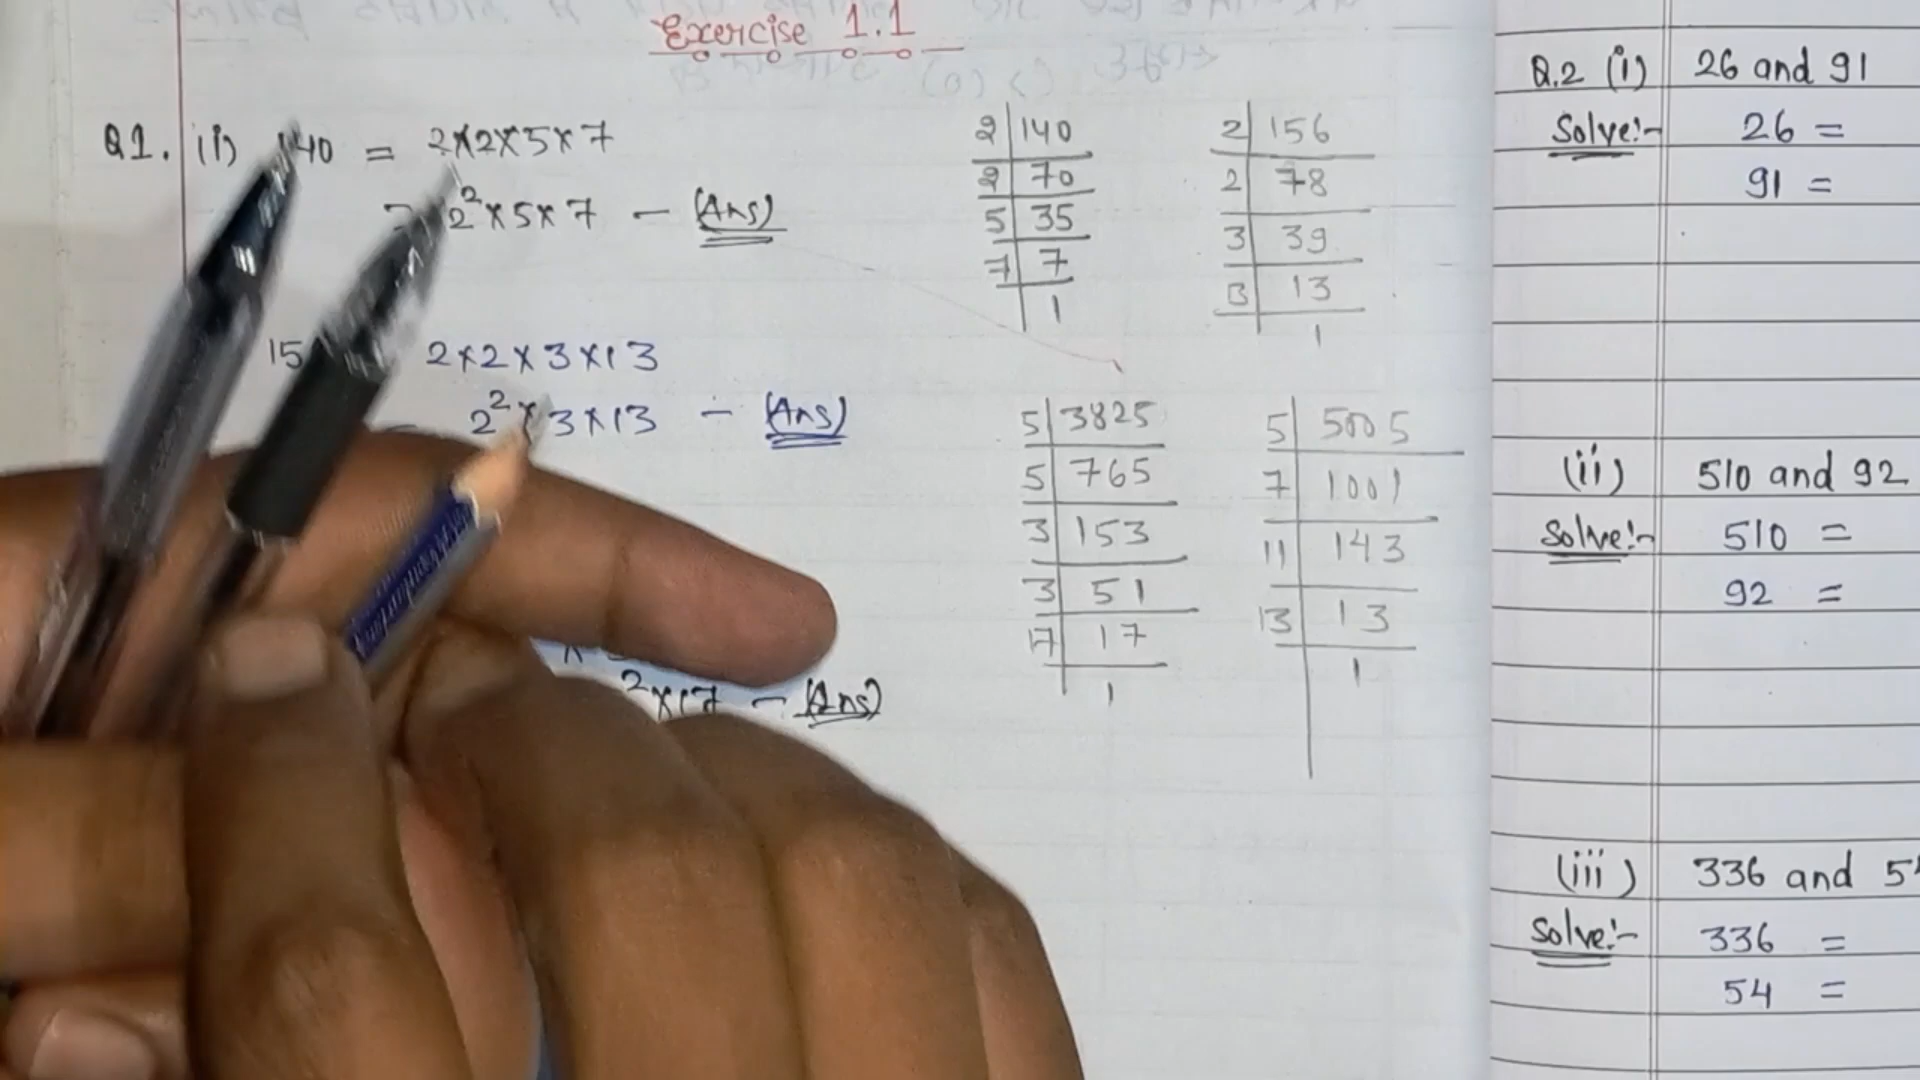 Exercise 1.1
Q1. (i) 140 = 2×2×5×7
= 2²×5×7 — (Ans)
15 2×2×3×13
= 2²×3×13 — (Ans)
²×17 — (Ans)
2 140
2 70
5 35
7 7
1
2 156
2 78
3 39
13 13
1
5 3825
5 765
3 153
3 51
17 17
1
5 5005
7 1001
11 143
13 13
1
Q.2 (i) 26 and 91
Solve:- 26 =
91 =
(ii) 510 and 92
Solve:- 510 =
92 =
(iii) 336 and 5
Solve:- 336 =
54 =